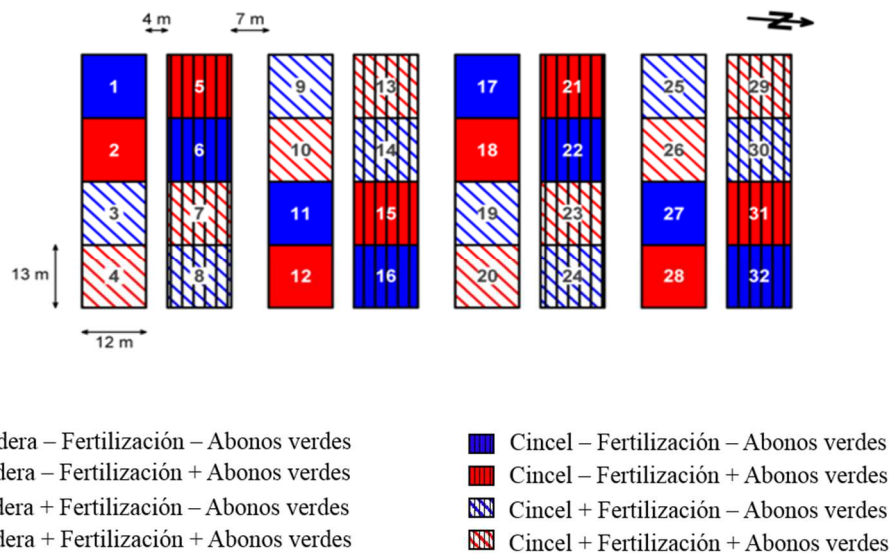 4 m 7 m N
1 5 9 13 17 21 25 29
2 6 10 14 18 22 26 30
3 7 11 15 19 23 27 31
13 m 4 8 12 16 20 24 28 32
12 m
dera – Fertilización – Abonos verdes
dera – Fertilización + Abonos verdes
dera + Fertilización – Abonos verdes
dera + Fertilización + Abonos verdes
Cincel – Fertilización – Abonos verdes
Cincel – Fertilización + Abonos verdes
Cincel + Fertilización – Abonos verdes
Cincel + Fertilización + Abonos verdes